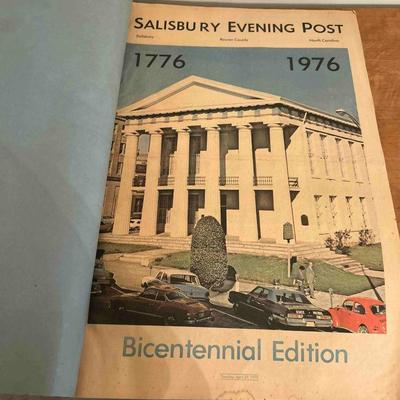 SALISBURY EVENING POST
Salisbury Rowan County North Carolina
1776 1976
Bicentennial Edition